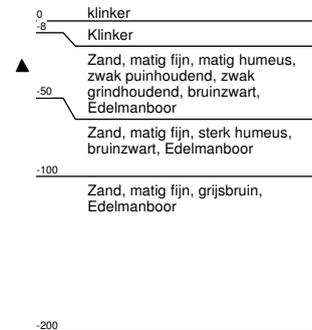 0
klinker
-8
Klinker
Zand, matig fijn, matig humeus,
zwak puinhoudend, zwak
grindhoudend, bruinzwart,
Edelmanboor
-50
Zand, matig fijn, sterk humeus,
bruinzwart, Edelmanboor
-100
Zand, matig fijn, grijsbruin,
Edelmanboor
-200